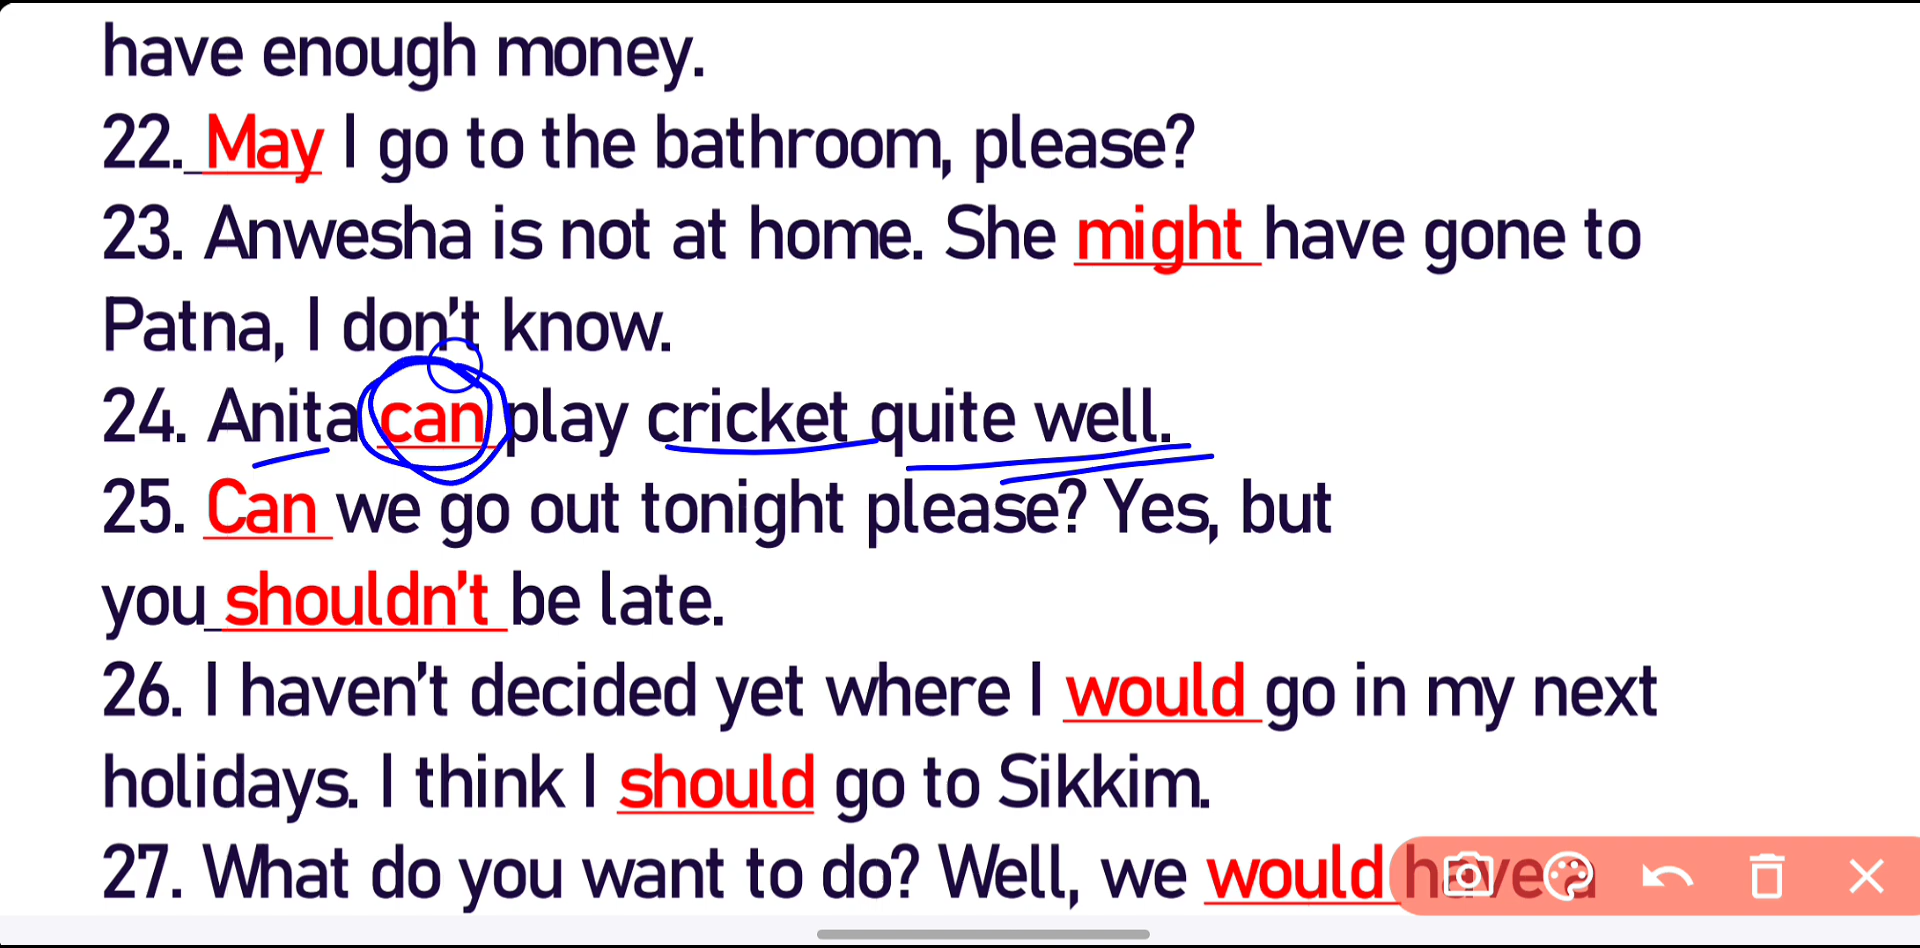 have enough money.
22. May I go to the bathroom, please?
23. Anwesha is not at home. She might have gone to
Patna, I don't know.
24. Anita can play cricket quite well.
25. Can we go out tonight please? Yes, but
you shouldn't be late.
26. I haven't decided yet where I would go in my next
holidays. I think I should go to Sikkim.
27. What do you want to do? Well, we would have a